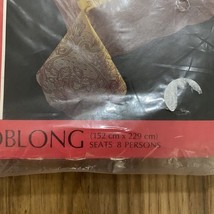 OBLONG (152 cm x 229 cm)
SEATS 8 PERSONS